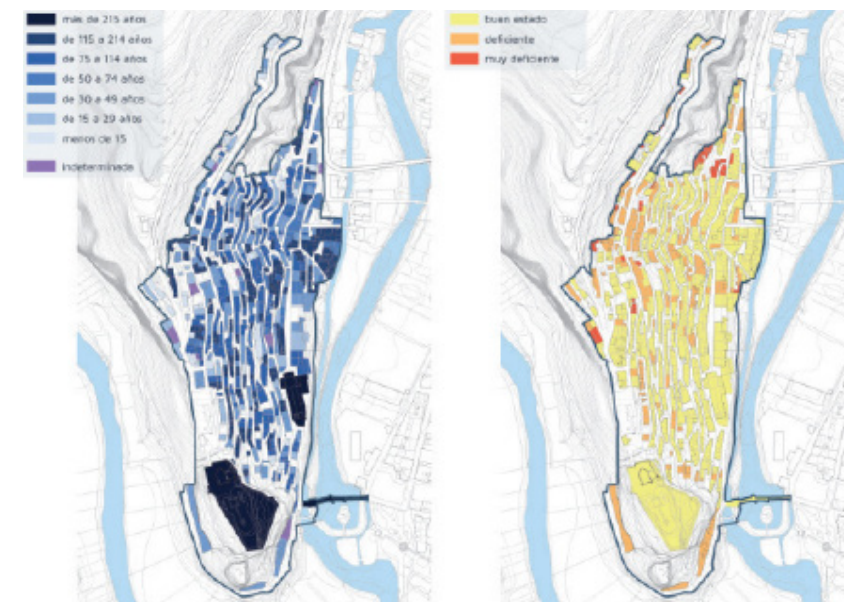 más de 215 años
de 115 a 214 años
de 75 a 114 años
de 50 a 74 años
de 30 a 49 años
de 15 a 29 años
menos de 15
indeterminada
buen estado
deficiente
muy deficiente